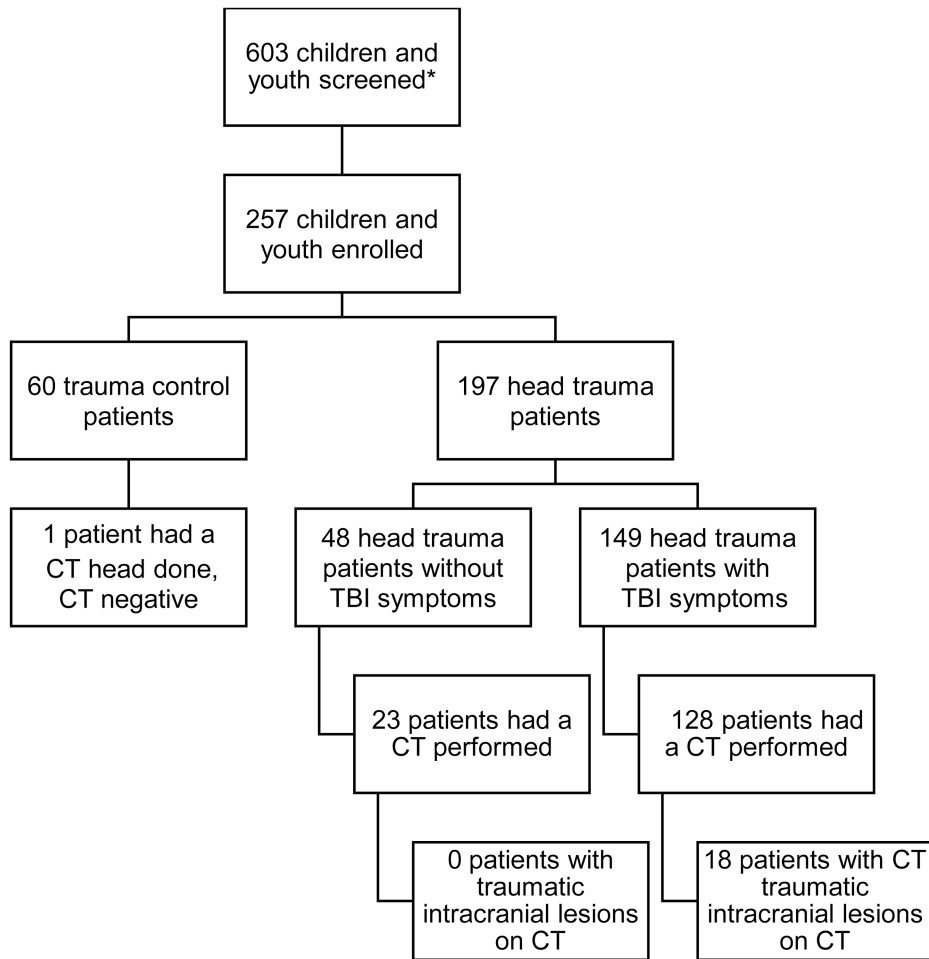 603 children and
youth screened*
257 children and
youth enrolled
60 trauma control
patients
197 head trauma
patients
1 patient had a
CT head done,
CT negative
48 head trauma
patients without
TBI symptoms
149 head trauma
patients with
TBI symptoms
23 patients had a
CT performed
128 patients had
a CT performed
0 patients with
traumatic
intracranial lesions
on CT
18 patients with CT
traumatic
intracranial lesions
on CT